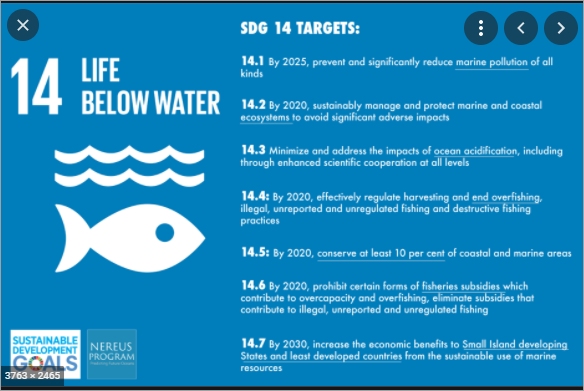 14 LIFE
BELOW WATER
SDG 14 TARGETS:
14.1 By 2025, prevent and significantly reduce marine pollution of all
kinds
14.2 By 2020, sustainably manage and protect marine and coastal
ecosystems to avoid significant adverse impacts
14.3 Minimize and address the impacts of ocean acidification, including
through enhanced scientific cooperation at all levels
14.4: By 2020, effectively regulate harvesting and end overfishing,
illegal, unreported and unregulated fishing and destructive fishing
practices
14.5: By 2020, conserve at least 10 per cent of coastal and marine areas
14.6 By 2020, prohibit certain forms of fisheries subsidies which
contribute to overcapacity and overfishing, eliminate subsidies that
contribute to illegal, unreported and unregulated fishing
14.7 By 2030, increase the economic benefits to Small Island developing
States and least developed countries from the sustainable use of marine
resources
SUSTAINABLE
DEVELOPMENT
GOALS
NEREUS
PROGRAM
3763 × 2465